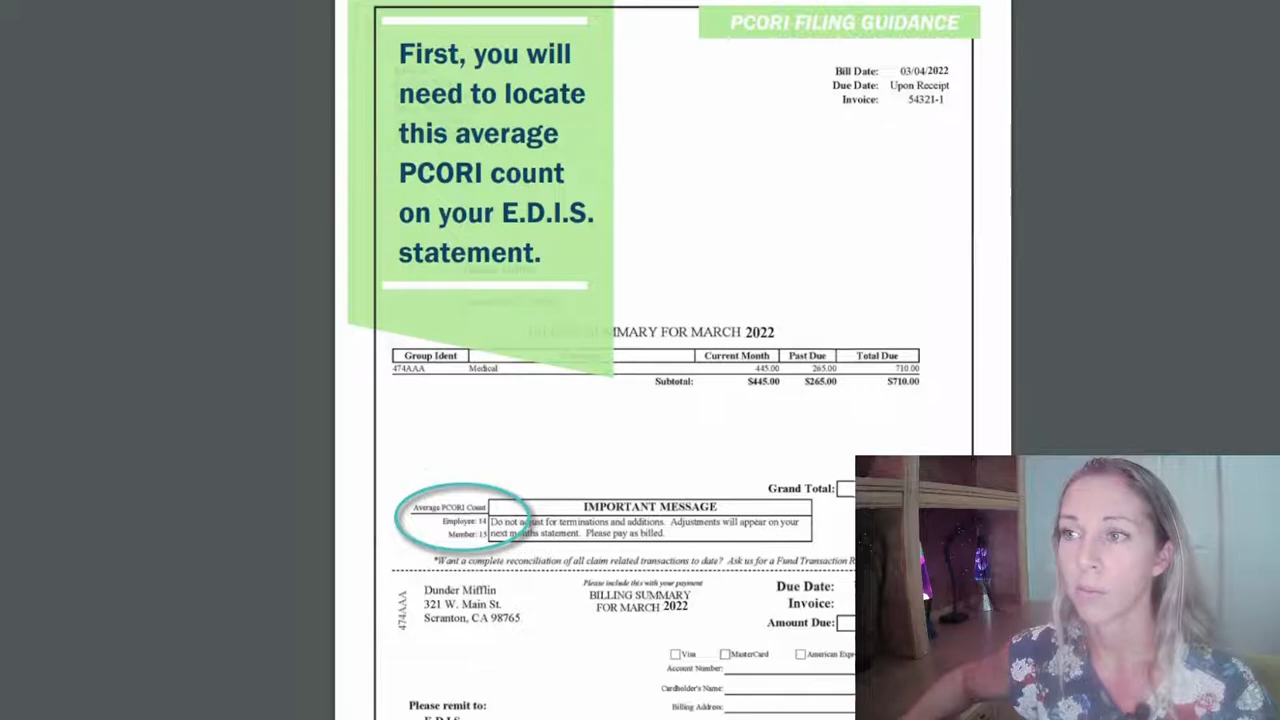 First, you will
need to locate
this average
PCORI count
on your E.D.I.S.
statement.
PCORI FILING GUIDANCE
Bill Date: 03/04/2022
Due Date: Upon Receipt
Invoice: 54321-1
SUMMARY FOR MARCH 2022
Group Ident Current Month Past Due Total Due
474AAA Medical 445.00 265.00 710.00
Subtotal: $445.00 $265.00 $710.00
Grand Total:
Average PCORI Count
Employee: 14
Member: 15
IMPORTANT MESSAGE
Do not adjust for terminations and additions. Adjustments will appear on your
next months statement. Please pay as billed.
*Want a complete reconciliation of all claim related transactions to date? Ask us for a Fund Transaction
474AAA
Dunder Mifflin
321 W. Main St.
Scranton, CA 98765
Please include this with your payment
BILLING SUMMARY
FOR MARCH 2022
Due Date:
Invoice:
Amount Due:
Visa MasterCard American Expr
Account Number:
Cardholder's Name:
Billing Address:
Please remit to:
E.D.I.S.